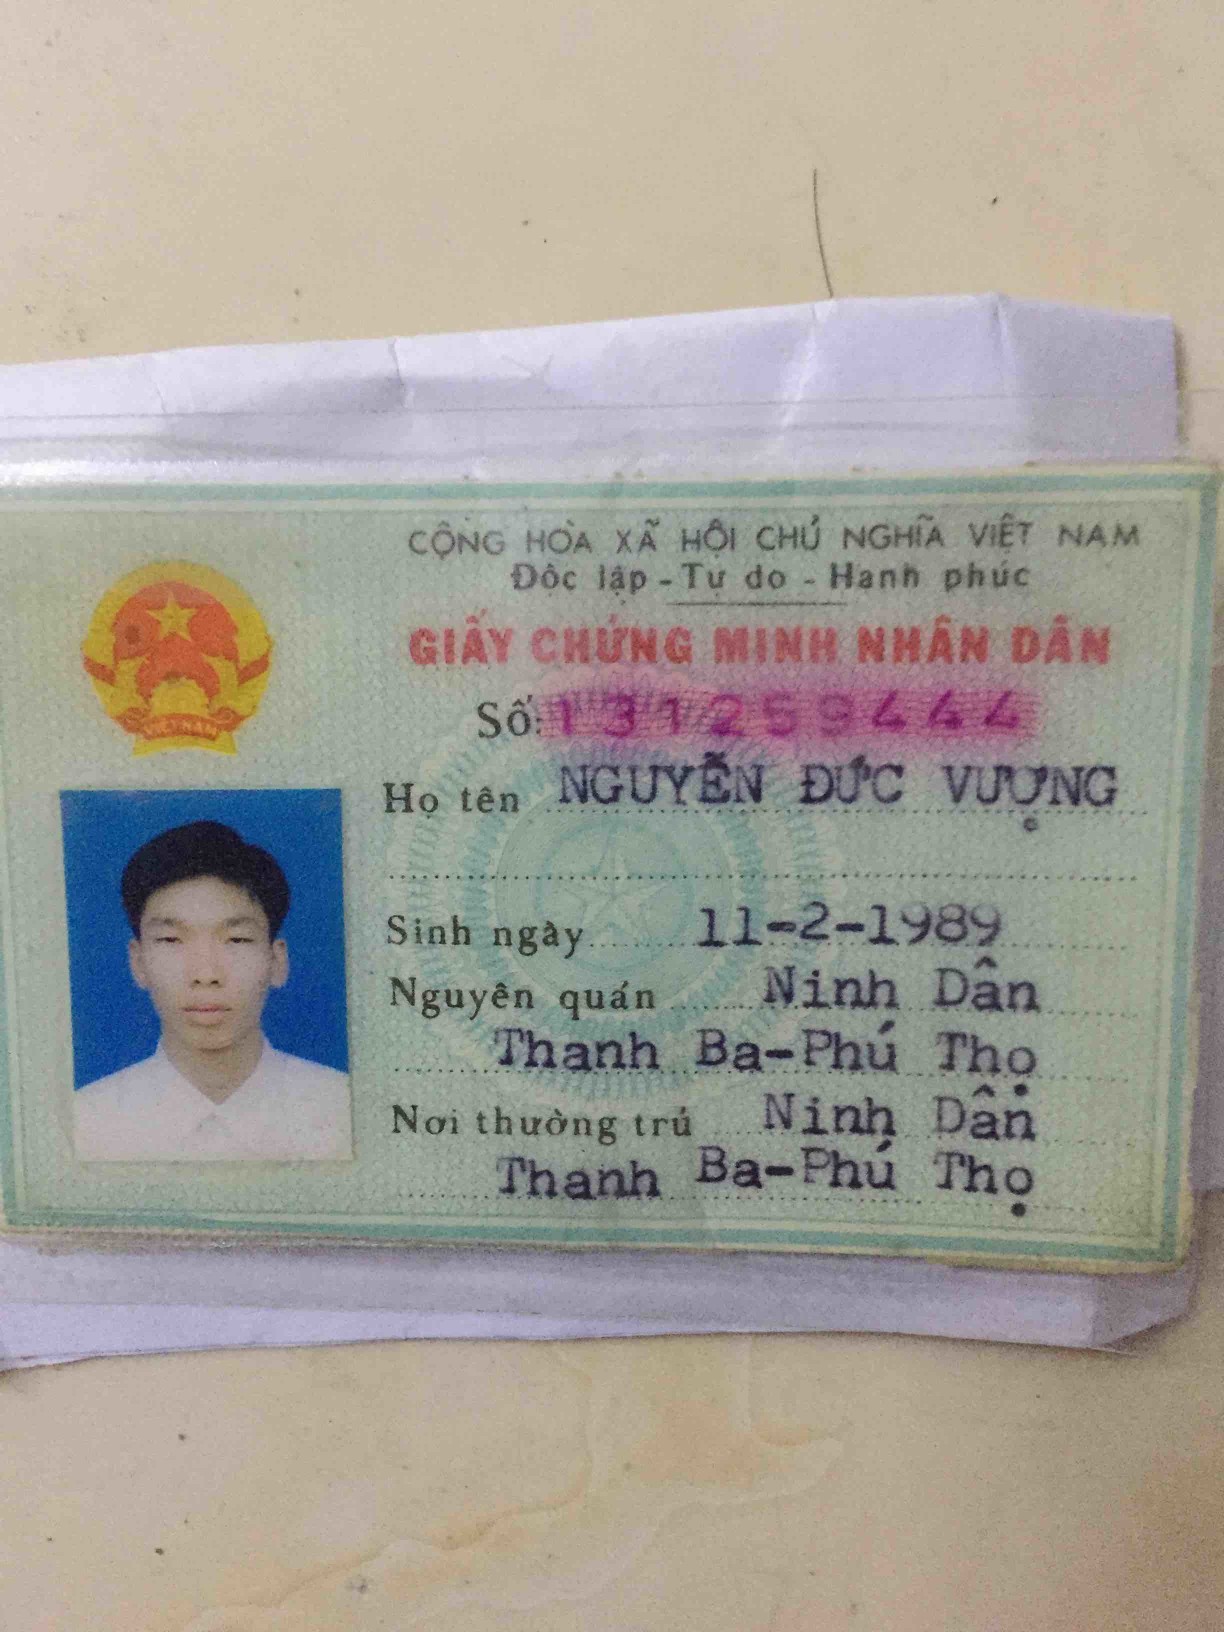 CỘNG HÒA XÃ HỘI CHỦ NGHĨA VIỆT NAM
Độc lập - Tự do - Hạnh phúc
GIẤY CHỨNG MINH NHÂN DÂN
Số: 131259444
VIỆT NAM
Họ tên NGUYỄN ĐỨC VƯỢNG
Sinh ngày 11-2-1989
Nguyên quán Ninh Dân
Thanh Ba-Phú Thọ
Nơi thường trú Ninh Dân
Thanh Ba-Phú Thọ